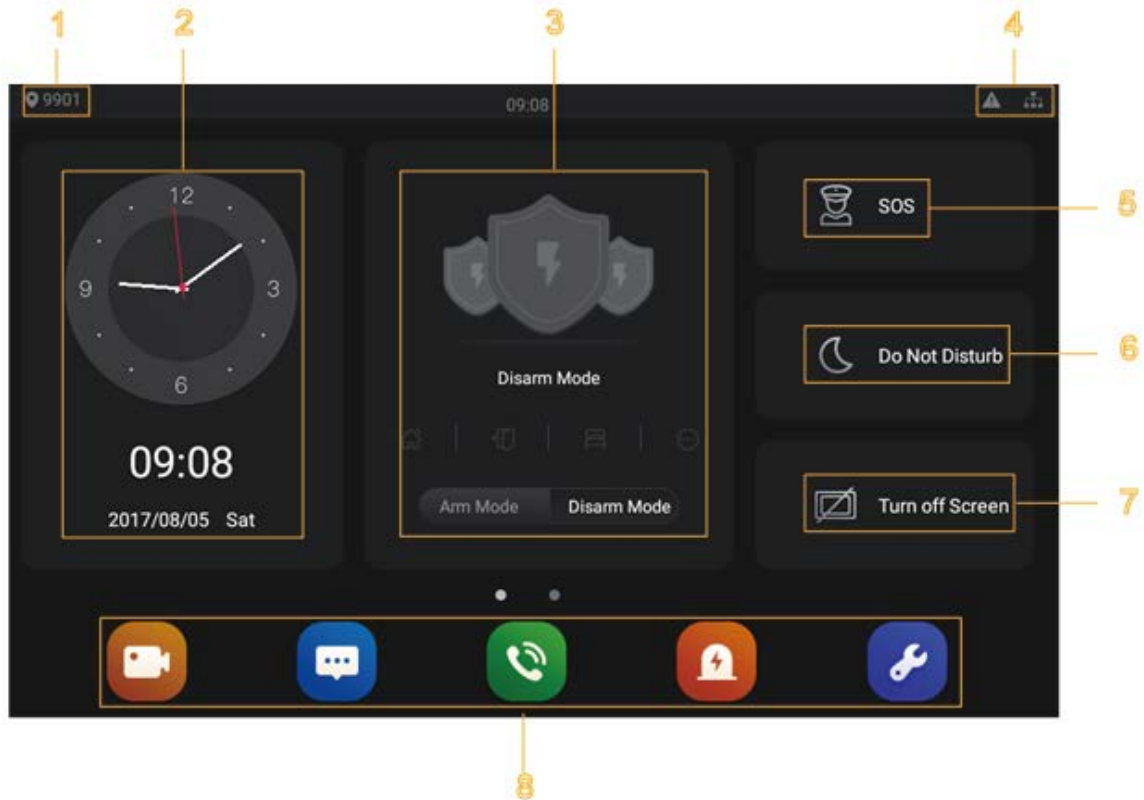 1 2 3 4
9901 09:08
12
9 3
6
09:08
2017/08/05 Sat
Disarm Mode
Arm Mode Disarm Mode
SOS 5
Do Not Disturb 6
Turn off Screen 7
8